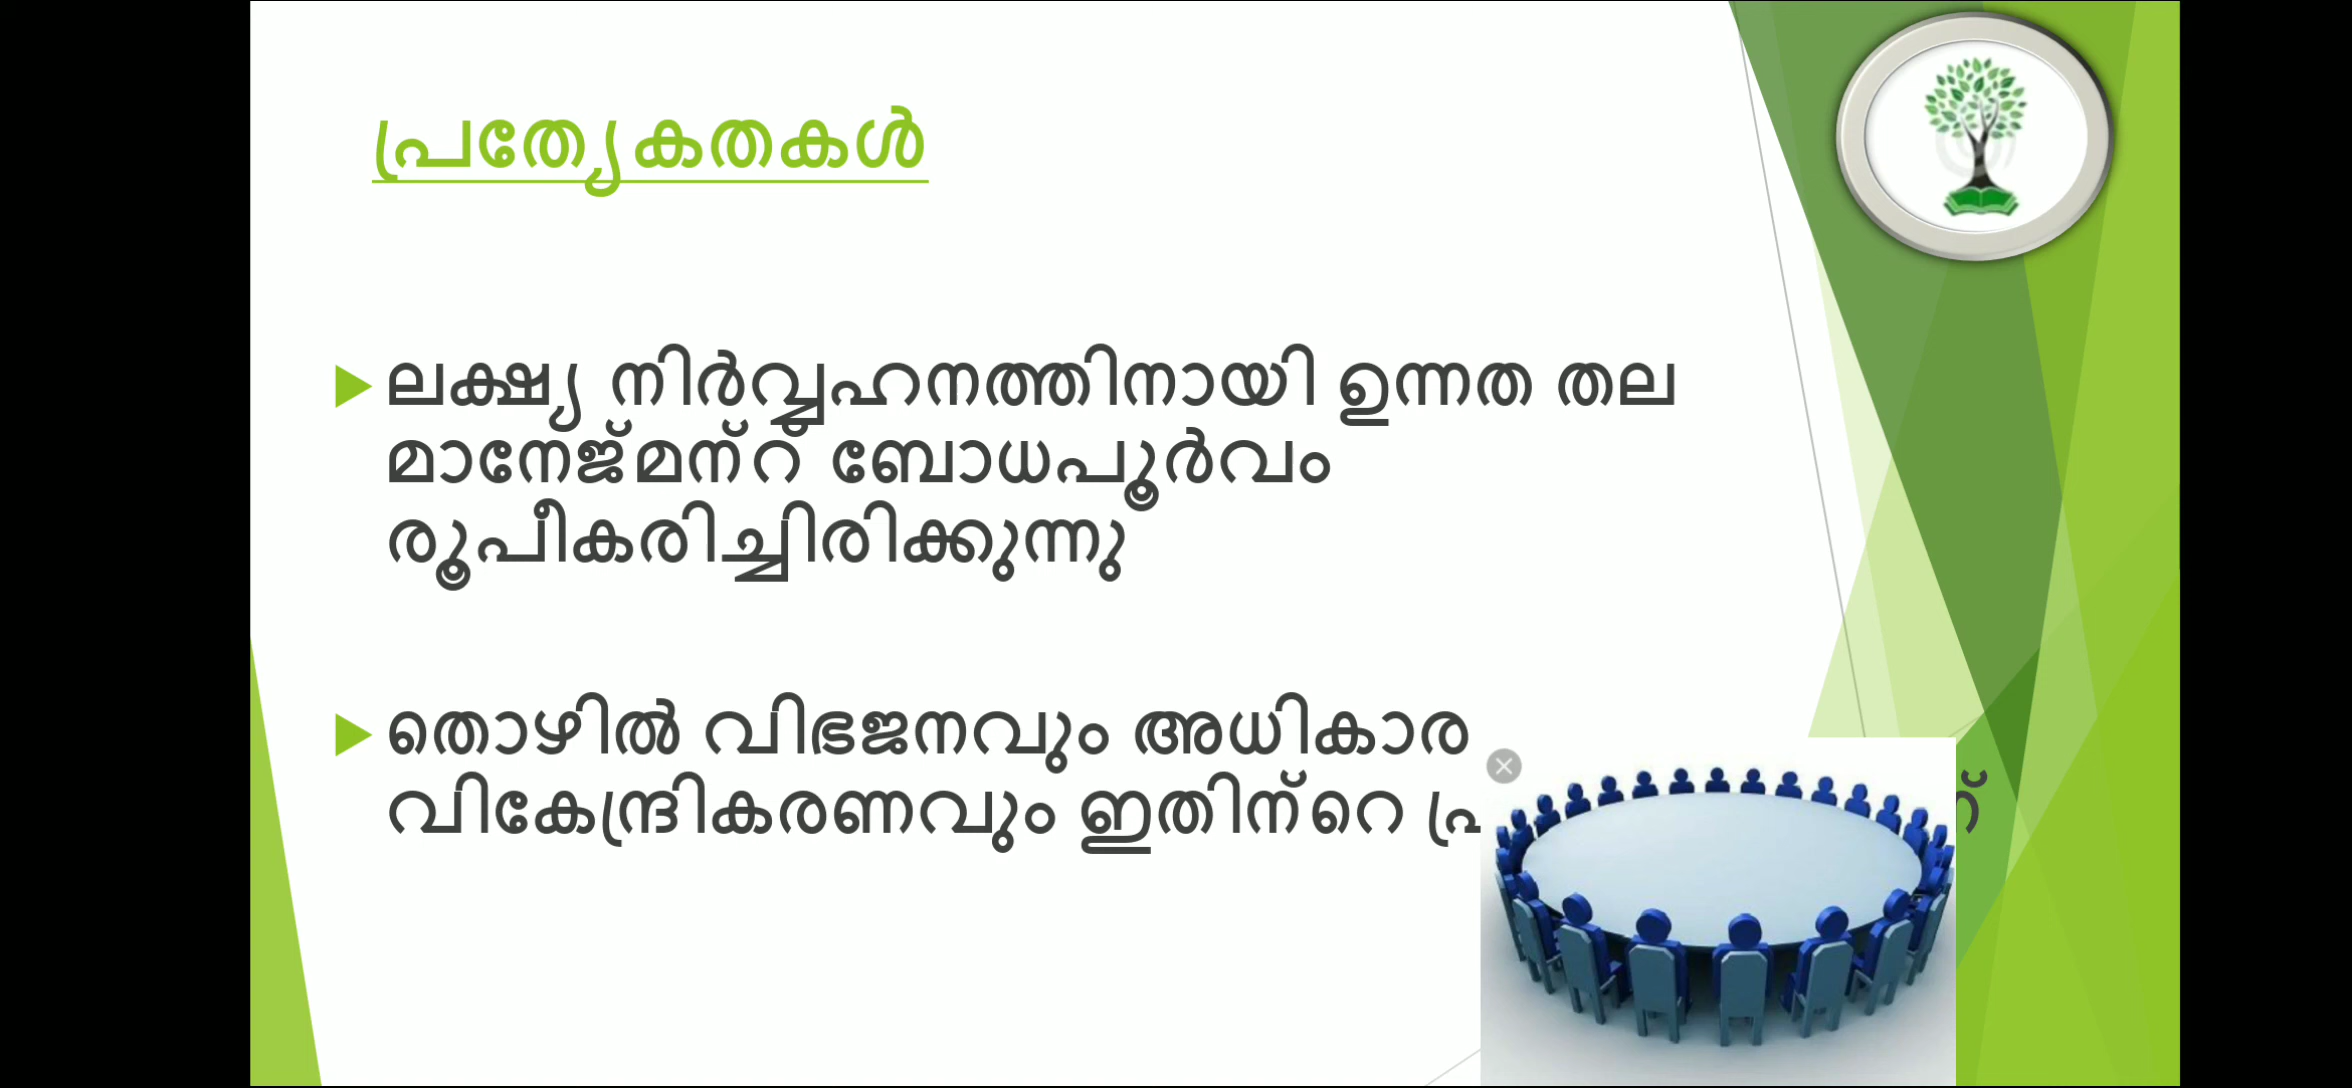 പ്രത്യേകതകൾ
ലക്ഷ്യ നിർവ്വഹനത്തിനായി ഉന്നത തല
മാനേജ്മന്റ് ബോധപൂർവം
രൂപീകരിച്ചിരിക്കുന്നു
തൊഴിൽ വിഭജനവും അധികാര
വികേന്ദ്രികരണവും ഇതിന്റെ